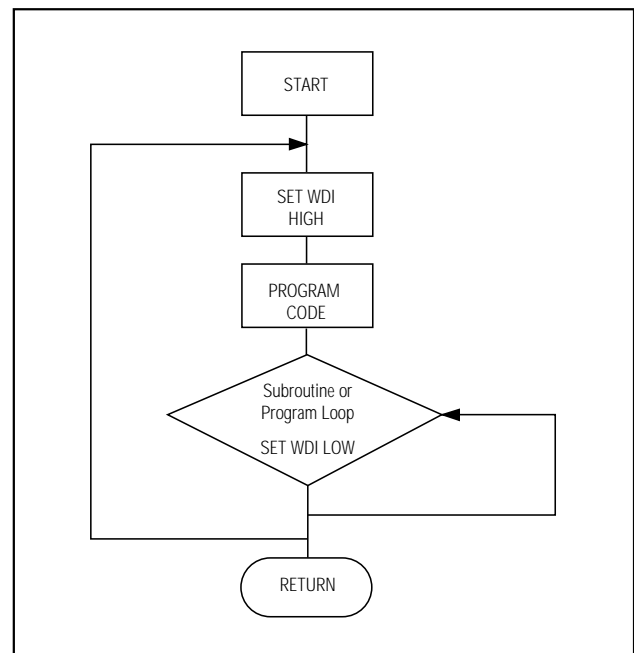 START
SET WDI
HIGH
PROGRAM
CODE
Subroutine or
Program Loop
SET WDI LOW
RETURN